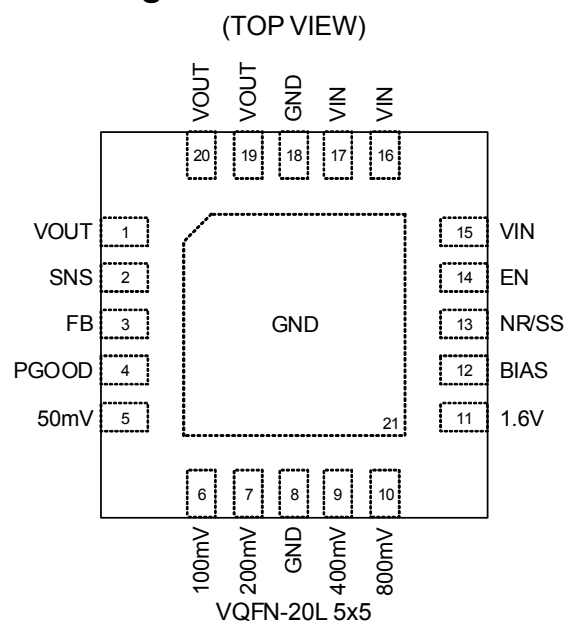 (TOP VIEW)
VOUT
VOUT
GND
VIN
VIN
20
19
18
17
16
VOUT 1
SNS 2
FB 3
PGOOD 4
50mV 5
15 VIN
14 EN
13 NR/SS
12 BIAS
11 1.6V
GND
21
6
7
8
9
10
100mV
200mV
GND
400mV
800mV
VQFN-20L 5x5